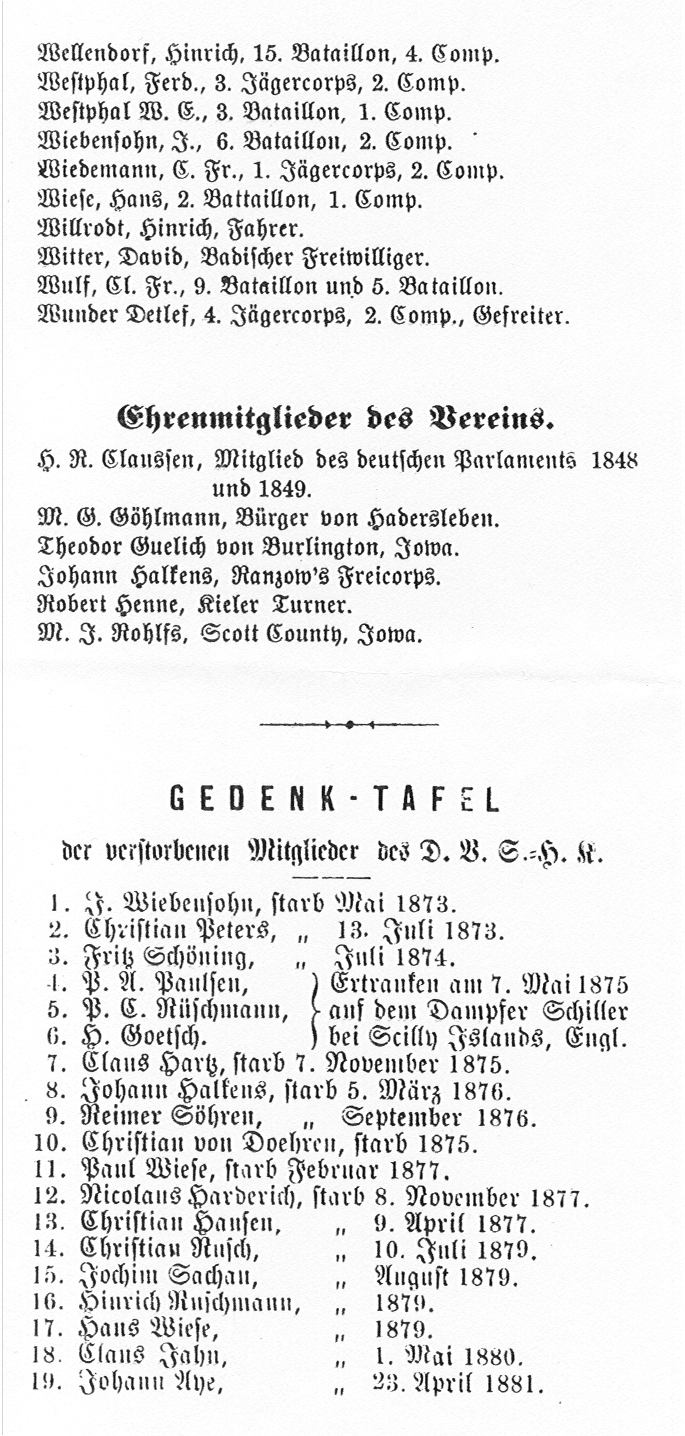 Wellendorf, Hinrich, 15. Bataillon, 4. Comp.
Westphal, Ferd., 3. Jägercorps, 2. Comp.
Westphal W. E., 3. Bataillon, 1. Comp.
Wiebensohn, J., 6. Bataillon, 2. Comp.
Wiedemann, C. Fr., 1. Jägercorps, 2. Comp.
Wiese, Hans, 2. Battaillon, 1. Comp.
Willrodt, Hinrich, Fahrer.
Witter, David, Badischer Freiwilliger.
Wulf, Cl. Fr., 9. Bataillon und 5. Bataillon.
Wunder Detlef, 4. Jägercorps, 2. Comp., Gefreiter.
Ehrenmitglieder des Vereins.
H. R. Claussen, Mitglied des deutschen Parlaments 1848
und 1849.
M. G. Göhlmann, Bürger von Hadersleben.
Theodor Guelich von Burlington, Iowa.
Johann Halkens, Ranzow's Freicorps.
Robert Henne, Kieler Turner.
M. J. Rohlfs, Scott County, Iowa.
GEDENK-TAFEL
der verstorbenen Mitglieder des D. V. S.-H. K.
1. J. Wiebensohn, starb Mai 1873.
2. Christian Peters, „ 13. Juli 1873.
3. Fritz Schöning, „ Juli 1874.
4. P. A. Paulsen, } Ertranken am 7. Mai 1875
5. P. C. Rüschmann, } auf dem Dampfer Schiller
6. H. Goetsch. } bei Scilly Islands, Engl.
7. Claus Hartz, starb 7. November 1875.
8. Johann Halkens, starb 5. März 1876.
9. Reimer Söhren, „ September 1876.
10. Christian von Doehren, starb 1875.
11. Paul Wiese, starb Februar 1877.
12. Nicolaus Harderich, starb 8. November 1877.
13. Christian Hansen, „ 9. April 1877.
14. Christian Rusch, „ 10. Juli 1879.
15. Jochim Sachau, „ August 1879.
16. Hinrich Ruschmann, „ 1879.
17. Hans Wiese, „ 1879.
18. Claus Jahn, „ 1. Mai 1880.
19. Johann Aye, „ 23. April 1881.